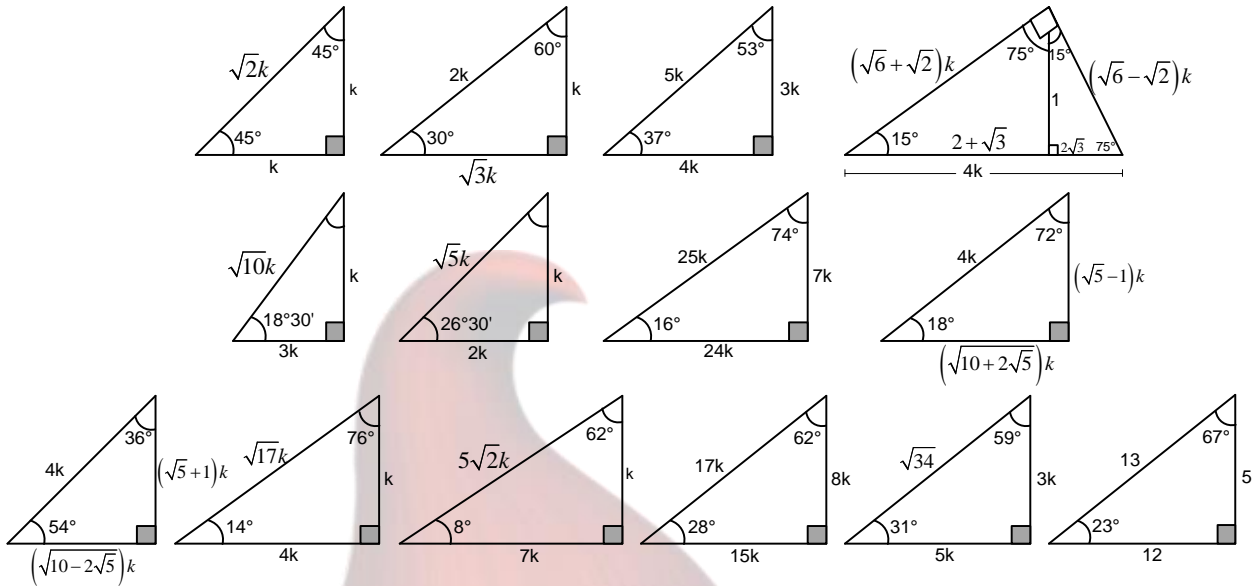 √2k 45° k 45° k
2k 60° k 30° √3k
5k 53° 3k 37° 4k
(√6+√2)k 75° 15° (√6−√2)k 1 15° 2+√3 2√3 75° 4k
√10k k 18°30' 3k
√5k k 26°30' 2k
25k 74° 7k 16° 24k
4k 72° (√5−1)k 18° (√10+2√5)k
4k 36° (√5+1)k 54° (√10−2√5)k
√17k 76° k 14° 4k
5√2k 62° k 8° 7k
17k 62° 8k 28° 15k
√34 59° 3k 31° 5k
13 67° 5 23° 12